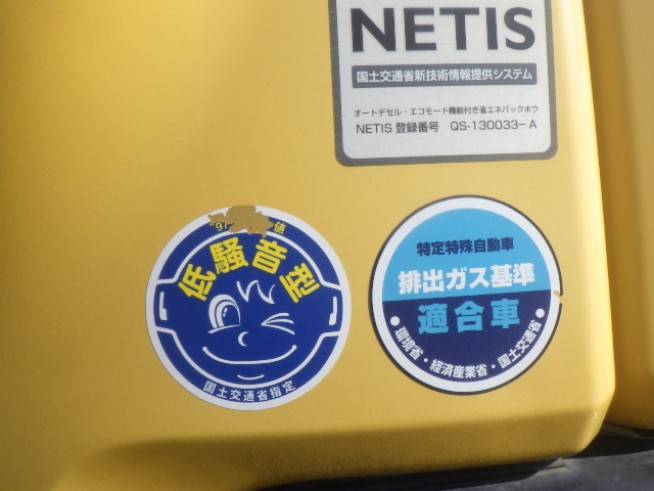 NETIS
国土交通省新技術情報提供システム
オートデセル・エコモード機能付き省エネバックホウ
NETIS 登録番号 QS-130033-A
'97 値
低騒音型
国土交通省指定
特定特殊自動車
排出ガス基準
適合車
・環境省・経済産業省・国土交通省・